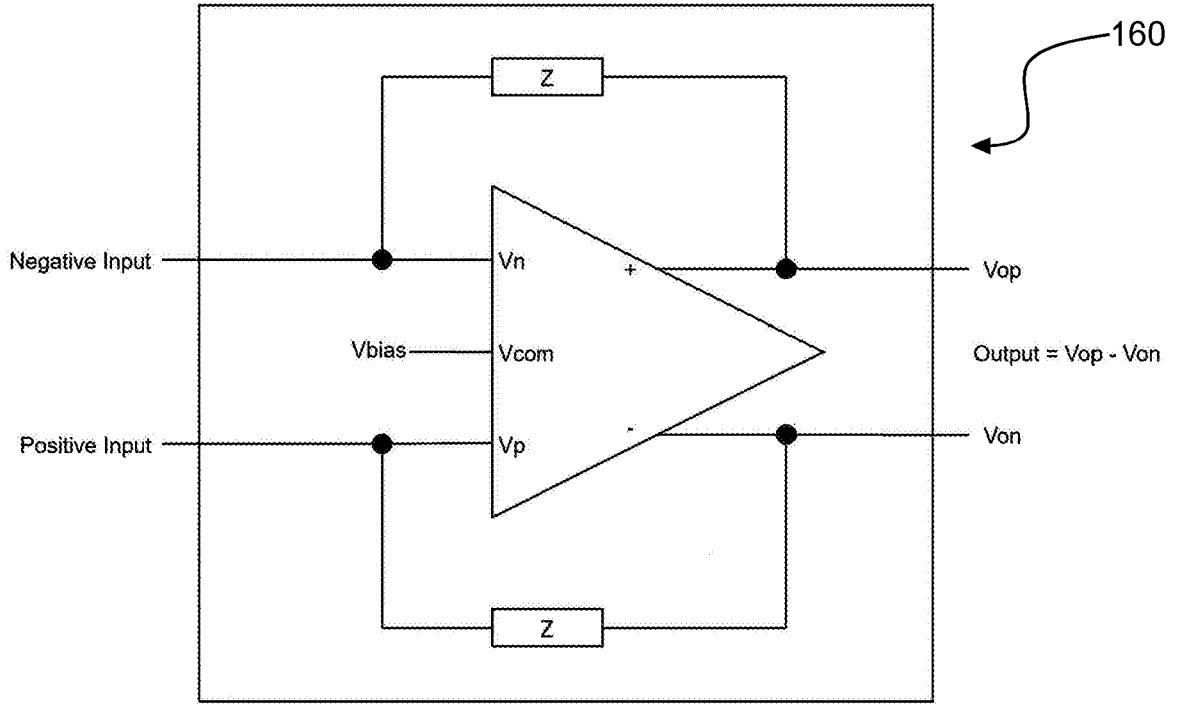 160
Z
Negative Input
Vn
+
Vop
Vbias
Vcom
Output = Vop - Von
Positive Input
Vp
-
Von
Z